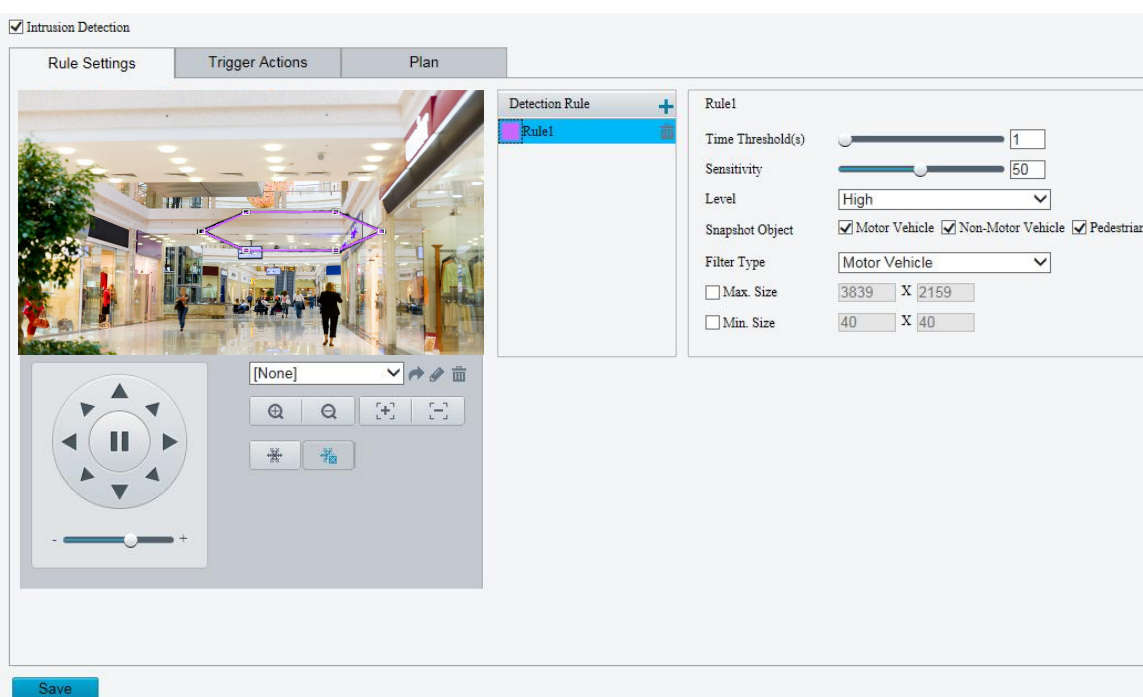 Intrusion Detection
Rule Settings
Trigger Actions
Plan
Detection Rule
Rule1
Rule1
Time Threshold(s) 1
Sensitivity 50
Level High
Snapshot Object Motor Vehicle Non-Motor Vehicle Pedestrian
Filter Type Motor Vehicle
Max. Size 3839 X 2159
Min. Size 40 X 40
[None]
- +
Save